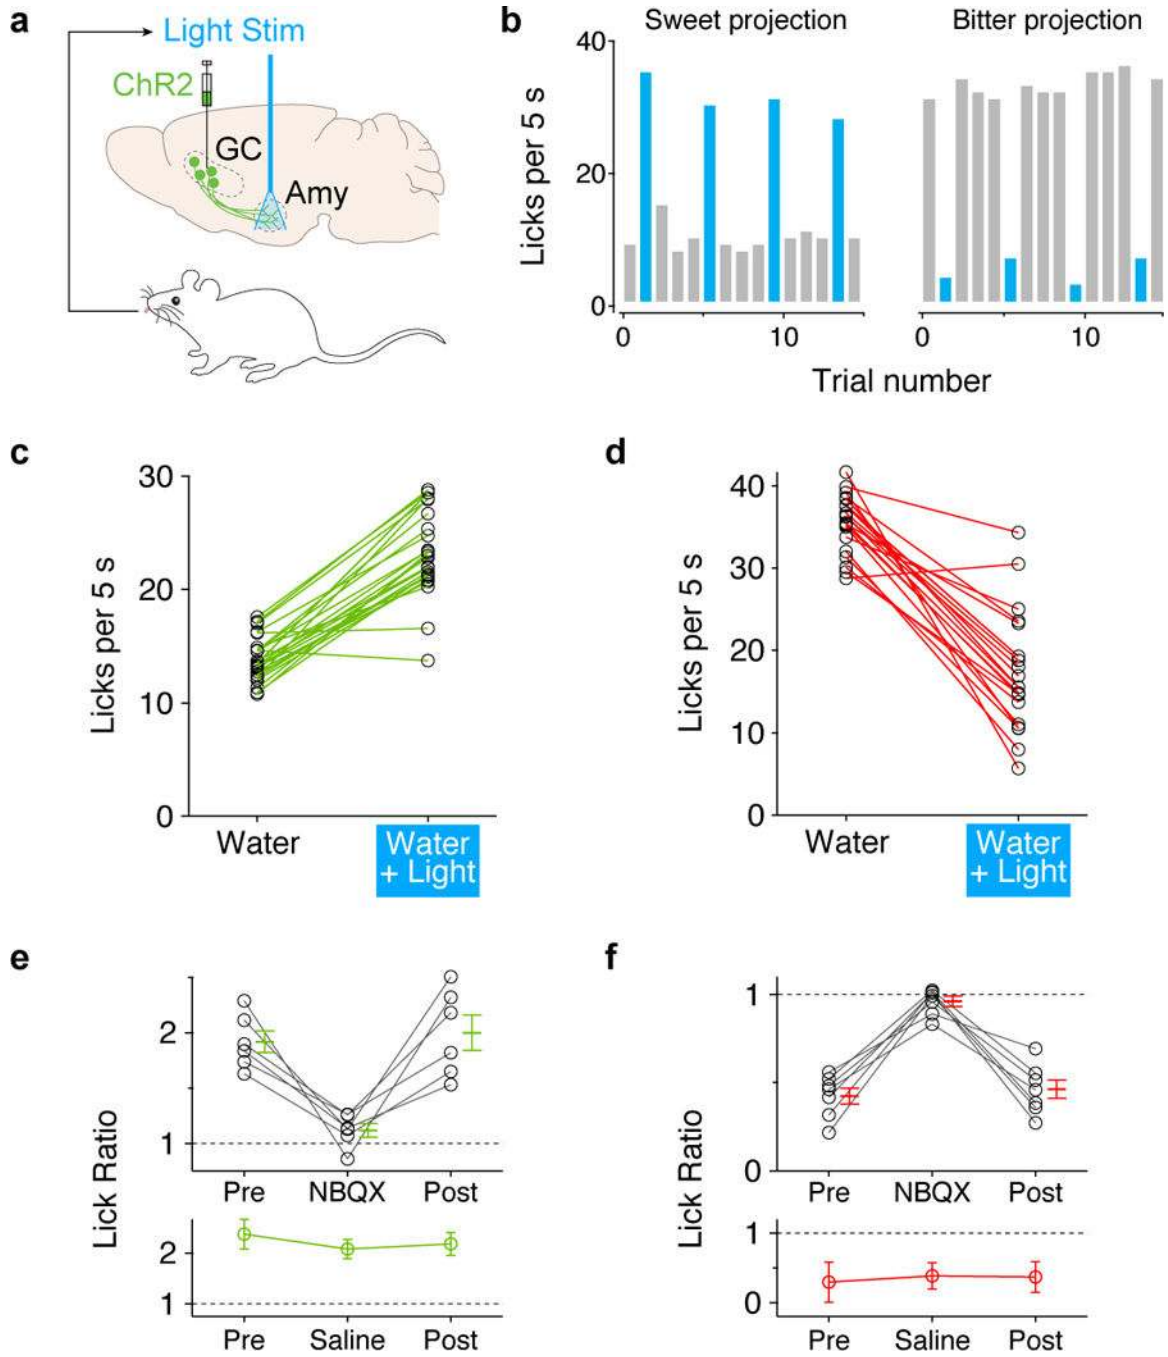 a
Light Stim
ChR2
GC
Amy
b
Sweet projection
Bitter projection
Licks per 5 s
40
20
0
0
10
0
10
Trial number
c
Licks per 5 s
30
20
10
0
Water
Water
+ Light
d
Licks per 5 s
40
30
20
10
0
Water
Water
+ Light
e
Lick Ratio
2
1
Pre
NBQX
Post
2
1
Pre
Saline
Post
f
Lick Ratio
1
0
Pre
NBQX
Post
1
0
Pre
Saline
Post